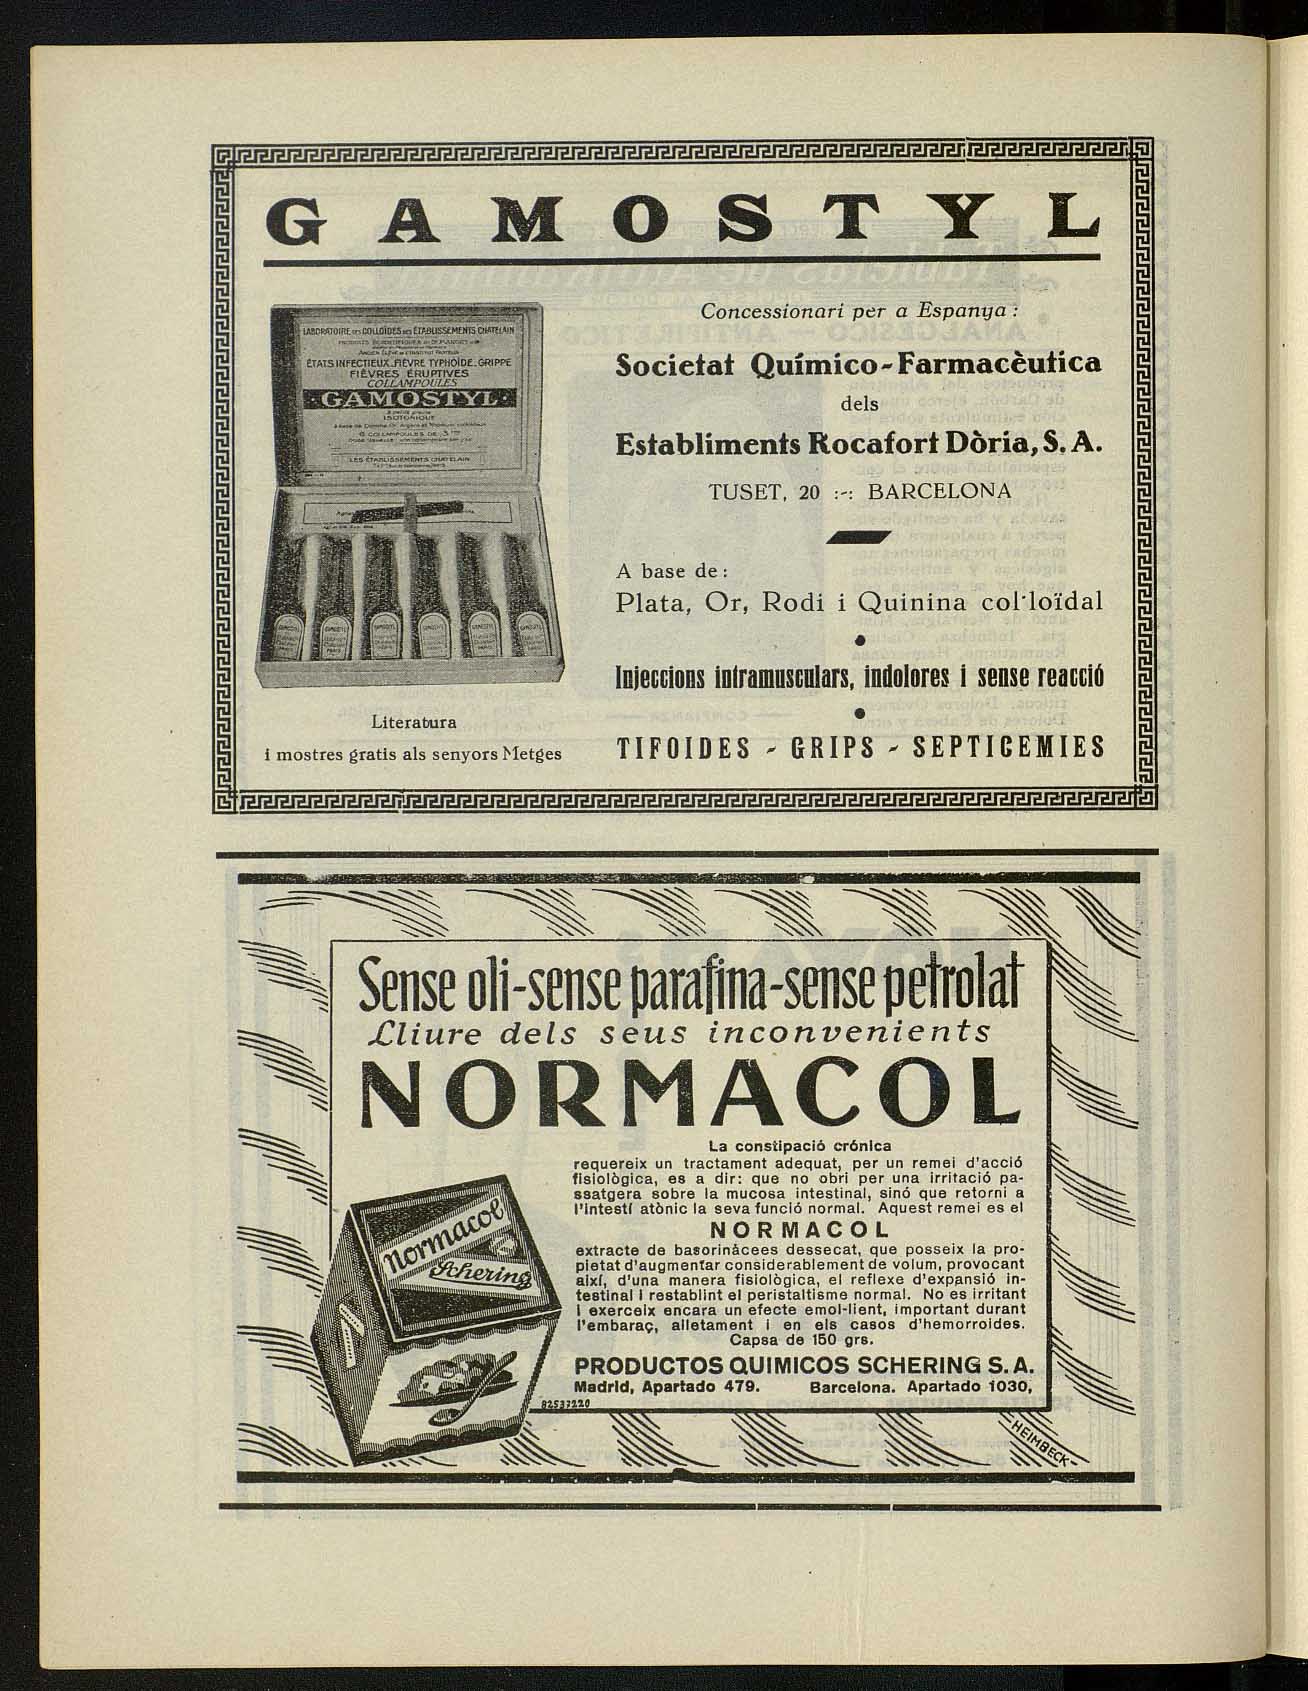 GAMOSTYL
LABORATOIRE DES COLLOÏDES DES ÉTABLISSEMENTS CHATELAIN
ÉTATS INFECTIEUX. FIÈVRE TYPHOÏDE. GRIPPE
FIÈVRES ÉRUPTIVES
COLLAMPOULES
GAMOSTYL
ISOTONIQUE
LES ÉTABLISSEMENTS CHATELAIN
Literatura
i mostres gratis als senyors Metges
Concessionari per a Espanya :
Societat Químico-Farmacèutica
dels
Establiments Rocafort Dòria, S. A.
TUSET, 20 :-: BARCELONA
A base de :
Plata, Or, Rodi i Quinina col·loïdal
Injeccions intramusculars, indolores i sense reacció
TIFOIDES - GRIPS - SEPTICEMIES
Sense oli-sense parafina-sense petrolat
Lliure dels seus inconvenients
NORMACOL
La constipació crónica
requereix un tractament adequat, per un remei d'acció
fisiològica, es a dir: que no obri per una irritació pa-
ssatgera sobre la mucosa intestinal, sinó que retorni a
l'intestí atònic la seva funció normal. Aquest remei es el
NORMACOL
extracte de basorinàcees dessecat, que posseix la pro-
pietat d'augmentar considerablement de volum, provocant
així, d'una manera fisiològica, el reflexe d'expansió in-
testinal i restablint el peristaltisme normal. No es irritant
i exerceix encara un efecte emol-lient, important durant
l'embaraç, alletament i en els casos d'hemorroides.
Capsa de 150 grs.
PRODUCTOS QUIMICOS SCHERING S. A.
Madrid, Apartado 479. Barcelona. Apartado 1030,
normacol
Schering
82537220
HEIMBECK-